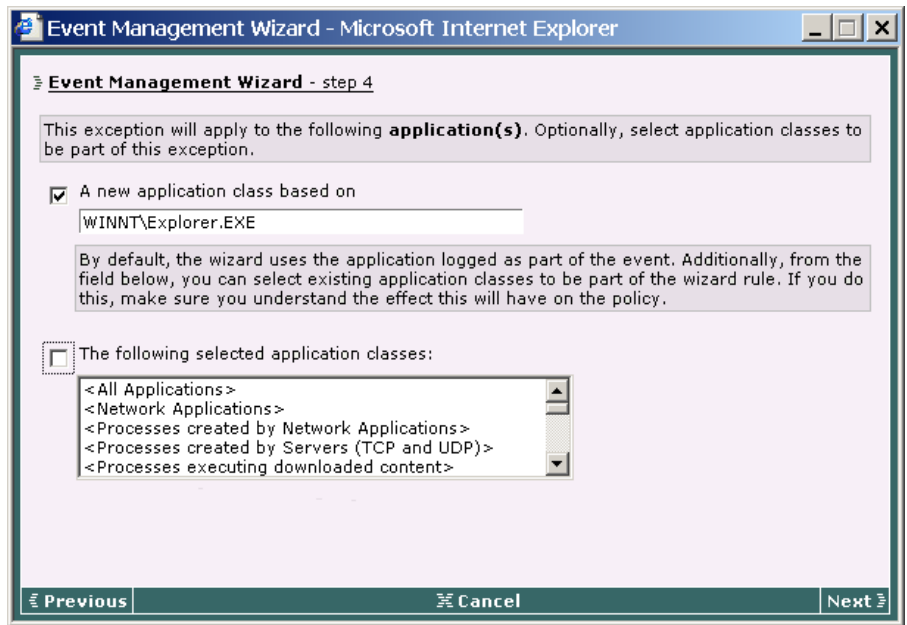 Event Management Wizard - Microsoft Internet Explorer
Event Management Wizard - step 4
This exception will apply to the following application(s). Optionally, select application classes to
be part of this exception.
A new application class based on
WINNT\Explorer.EXE
By default, the wizard uses the application logged as part of the event. Additionally, from the
field below, you can select existing application classes to be part of the wizard rule. If you do
this, make sure you understand the effect this will have on the policy.
The following selected application classes:
<All Applications>
<Network Applications>
<Processes created by Network Applications>
<Processes created by Servers (TCP and UDP)>
<Processes executing downloaded content>
Previous Cancel Next